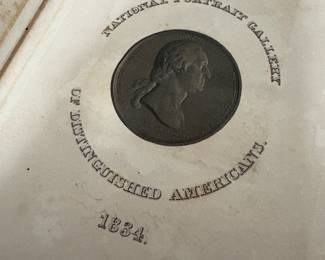 NATIONAL PORTRAIT GALLERY
OF DISTINGUISHED AMERICANS.
1834.